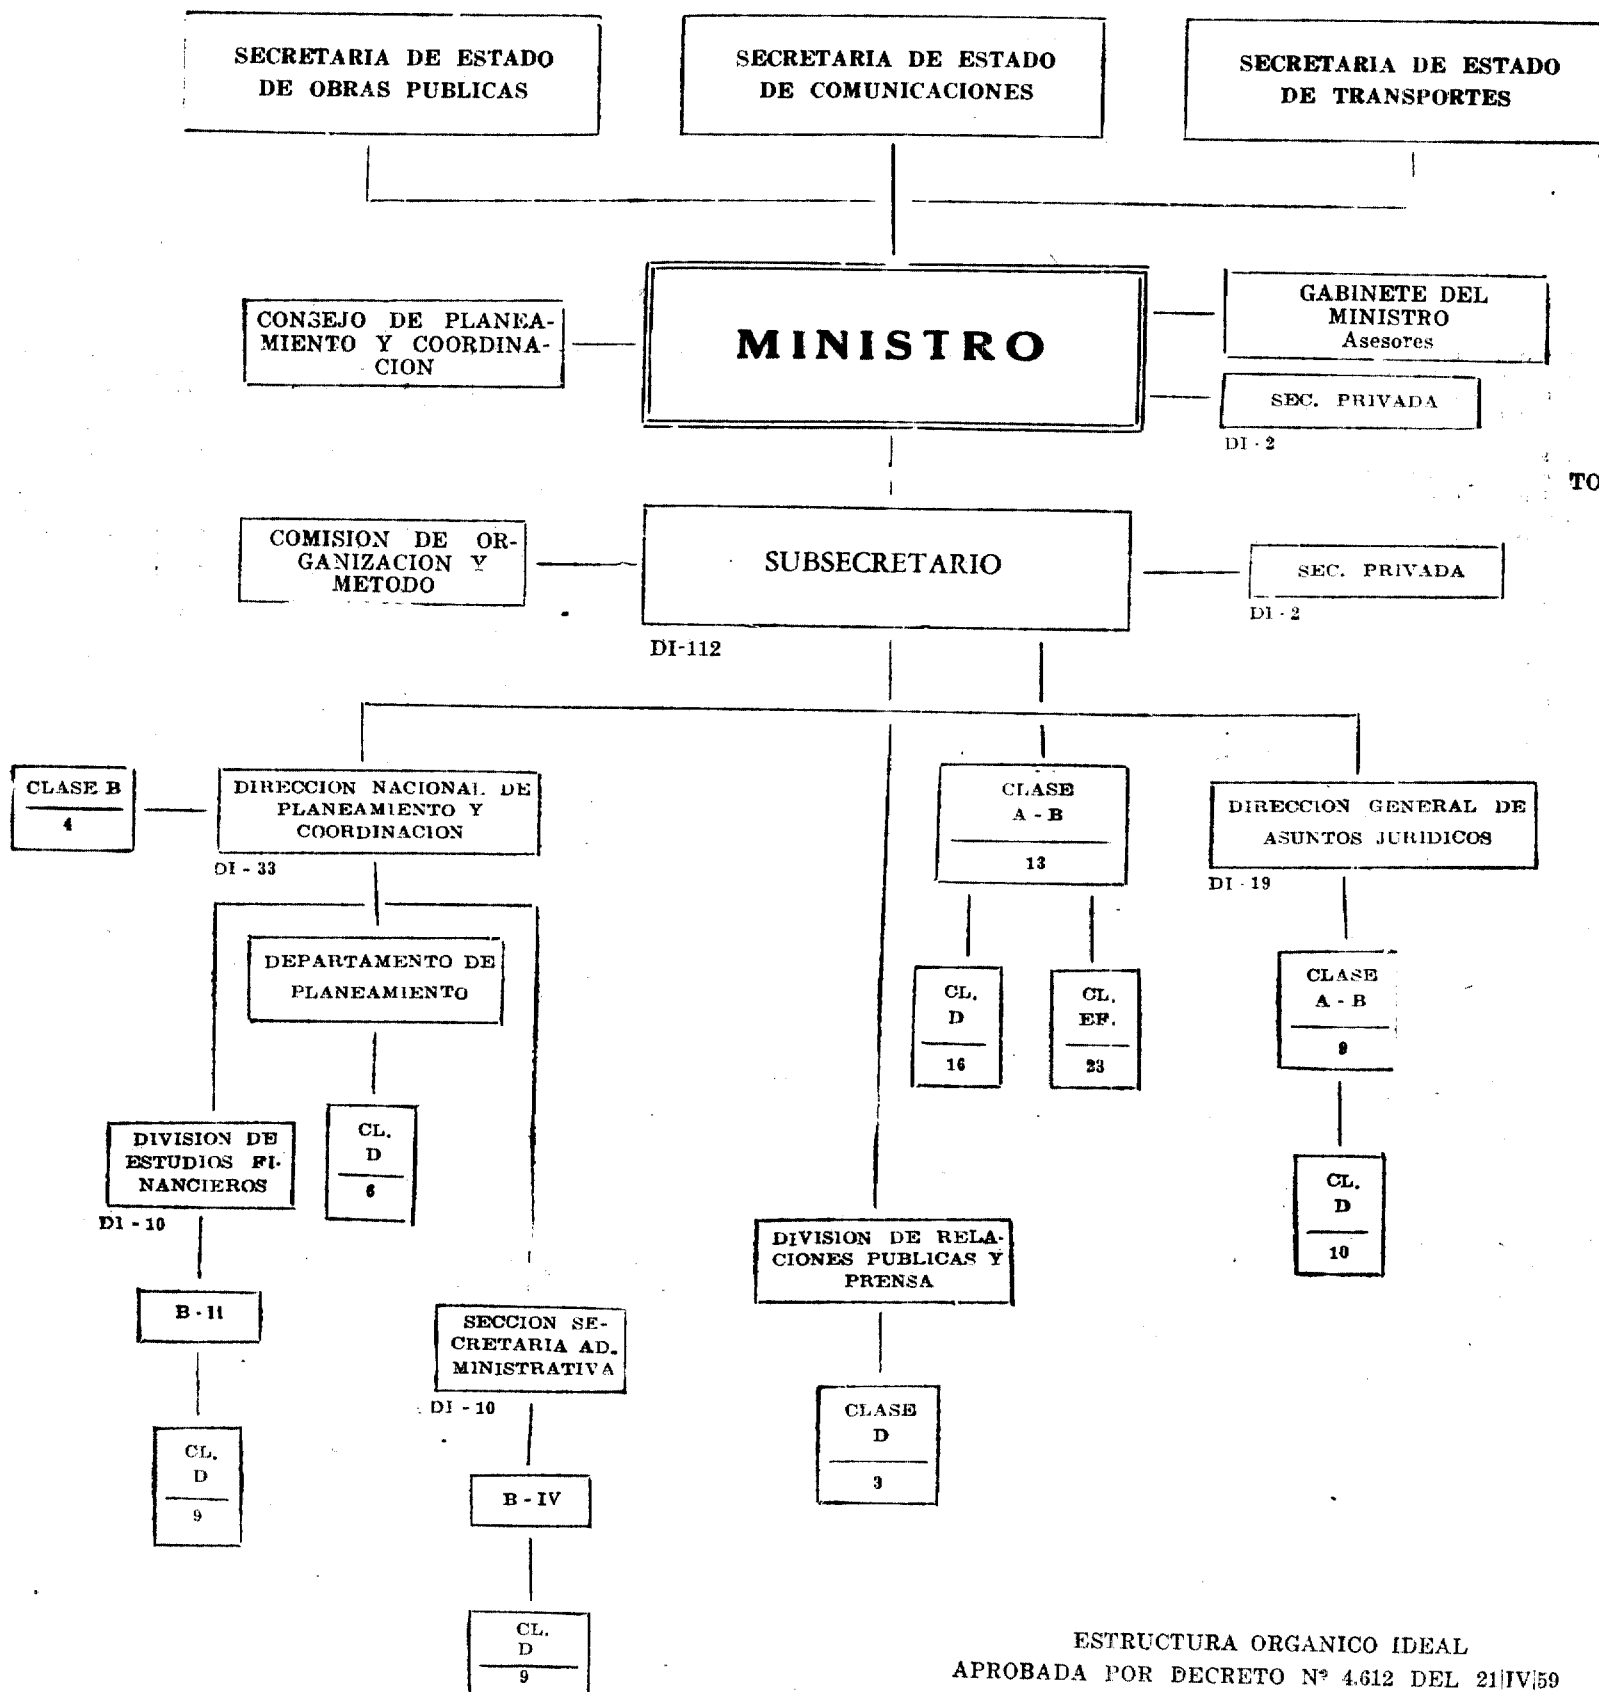 SECRETARIA DE ESTADO
DE OBRAS PUBLICAS
SECRETARIA DE ESTADO
DE COMUNICACIONES
SECRETARIA DE ESTADO
DE TRANSPORTES
CONSEJO DE PLANEA-
MIENTO Y COORDINA-
CION
MINISTRO
GABINETE DEL
MINISTRO
Asesores
SEC. PRIVADA
DI - 2
TO
COMISION DE OR-
GANIZACION Y
METODO
SUBSECRETARIO
SEC. PRIVADA
DI - 2
DI-112
CLASE B
4
DIRECCION NACIONAL DE
PLANEAMIENTO Y
COORDINACION
DI - 33
CLASE
A - B
13
DIRECCION GENERAL DE
ASUNTOS JURIDICOS
DI - 19
DEPARTAMENTO DE
PLANEAMIENTO
CL.
D
16
CL.
EF.
23
CLASE
A - B
9
DIVISION DE
ESTUDIOS FI-
NANCIEROS
DI - 10
CL.
D
6
CL.
D
10
DIVISION DE RELA-
CIONES PUBLICAS Y
PRENSA
B - II
SECCION SE-
CRETARIA AD.
MINISTRATIVA
DI - 10
CLASE
D
3
CL.
D
9
B - IV
CL.
D
9
ESTRUCTURA ORGANICO IDEAL
APROBADA POR DECRETO Nº 4.612 DEL 21|IV|59